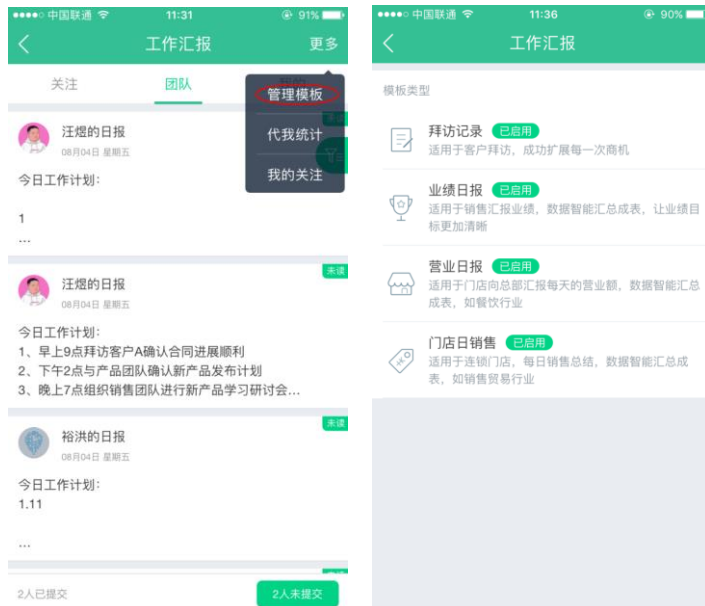 中国联通 11:31 91%
工作汇报 更多
关注 团队
管理模板
代我统计
我的关注
汪煜的日报
08月04日 星期五
今日工作计划:
1
...
未读
汪煜的日报
08月04日 星期五
今日工作计划:
1、早上9点拜访客户A确认合同进展顺利
2、下午2点与产品团队确认新产品发布计划
3、晚上7点组织销售团队进行新产品学习研讨会...
未读
裕洪的日报
08月04日 星期五
今日工作计划:
1.11
...
2人已提交 2人未提交
中国联通 11:36 90%
工作汇报
模板类型
拜访记录 已启用
适用于客户拜访，成功扩展每一次商机
业绩日报 已启用
适用于销售汇报业绩，数据智能汇总成表，让业绩目
标更加清晰
营业日报 已启用
适用于门店向总部汇报每天的营业额，数据智能汇总
成表，如餐饮行业
门店日销售 已启用
适用于连锁门店，每日销售总结，数据智能汇总成
表，如销售贸易行业